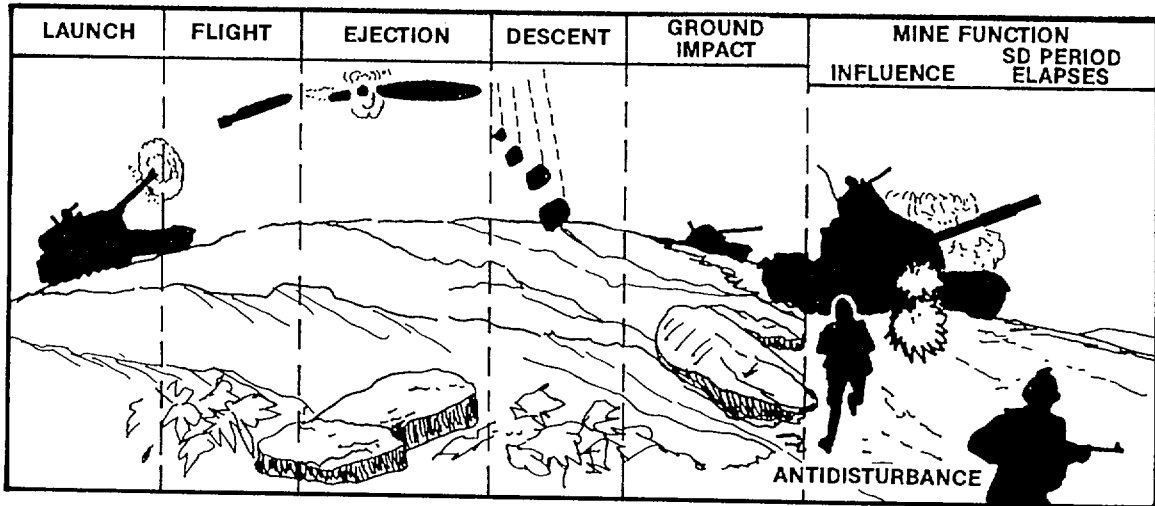 LAUNCH
FLIGHT
EJECTION
DESCENT
GROUND
IMPACT
MINE FUNCTION
INFLUENCE
SD PERIOD
ELAPSES
ANTIDISTURBANCE